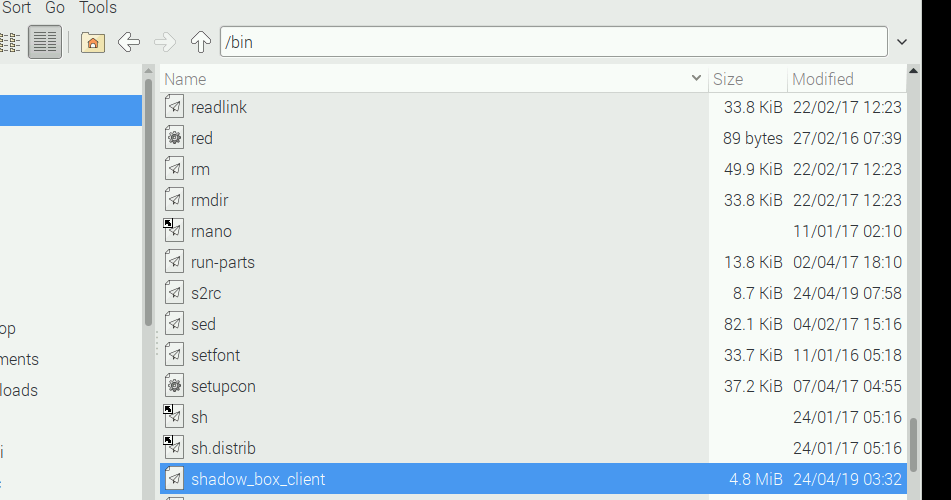 Sort Go Tools
/bin
Name Size Modified
readlink 33.8 KiB 22/02/17 12:23
red 89 bytes 27/02/16 07:39
rm 49.9 KiB 22/02/17 12:23
rmdir 33.8 KiB 22/02/17 12:23
rnano 11/01/17 02:10
run-parts 13.8 KiB 02/04/17 18:10
s2rc 8.7 KiB 24/04/19 07:58
sed 82.1 KiB 04/02/17 15:16
op
setfont 33.7 KiB 11/01/16 05:18
ments
setupcon 37.2 KiB 07/04/17 04:55
loads
sh 24/01/17 05:16
sh.distrib 24/01/17 05:16
i
shadow_box_client 4.8 MiB 24/04/19 03:32